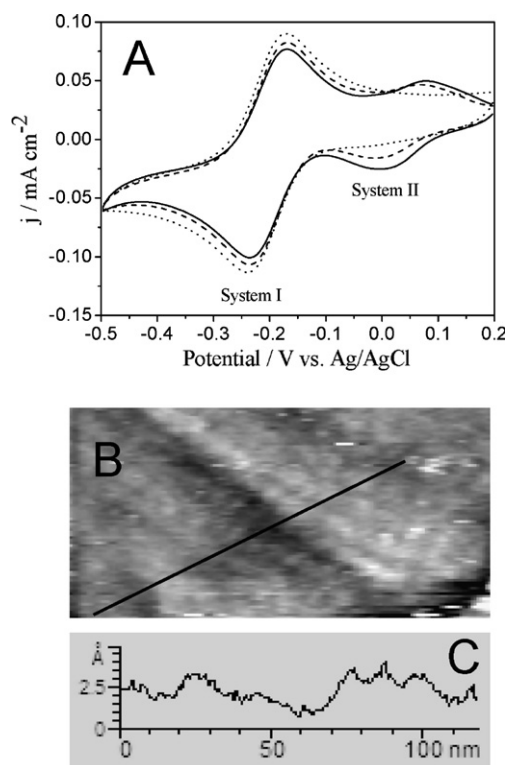 A
0.10
0.05
0.00
-0.05
-0.10
-0.15
j / mA cm-2
System I
System II
-0.5 -0.4 -0.3 -0.2 -0.1 0.0 0.1 0.2
Potential / V vs. Ag/AgCl
B
C
Å
2.5
0
0 50 100 nm